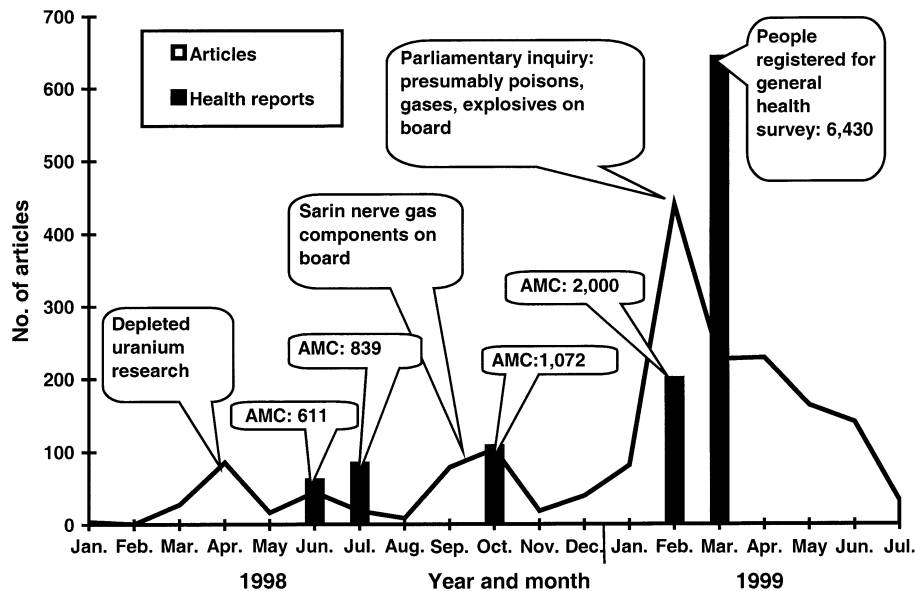 700
600
500
400
300
200
100
0
No. of articles
Articles
Health reports
Depleted
uranium
research
AMC: 611
AMC: 839
Sarin nerve gas
components on
board
AMC:1,072
Parliamentary inquiry:
presumably poisons,
gases, explosives on
board
AMC: 2,000
People
registered for
general
health
survey: 6,430
Jan. Feb. Mar. Apr. May Jun. Jul. Aug. Sep. Oct. Nov. Dec. Jan. Feb. Mar. Apr. May Jun. Jul.
1998 Year and month 1999